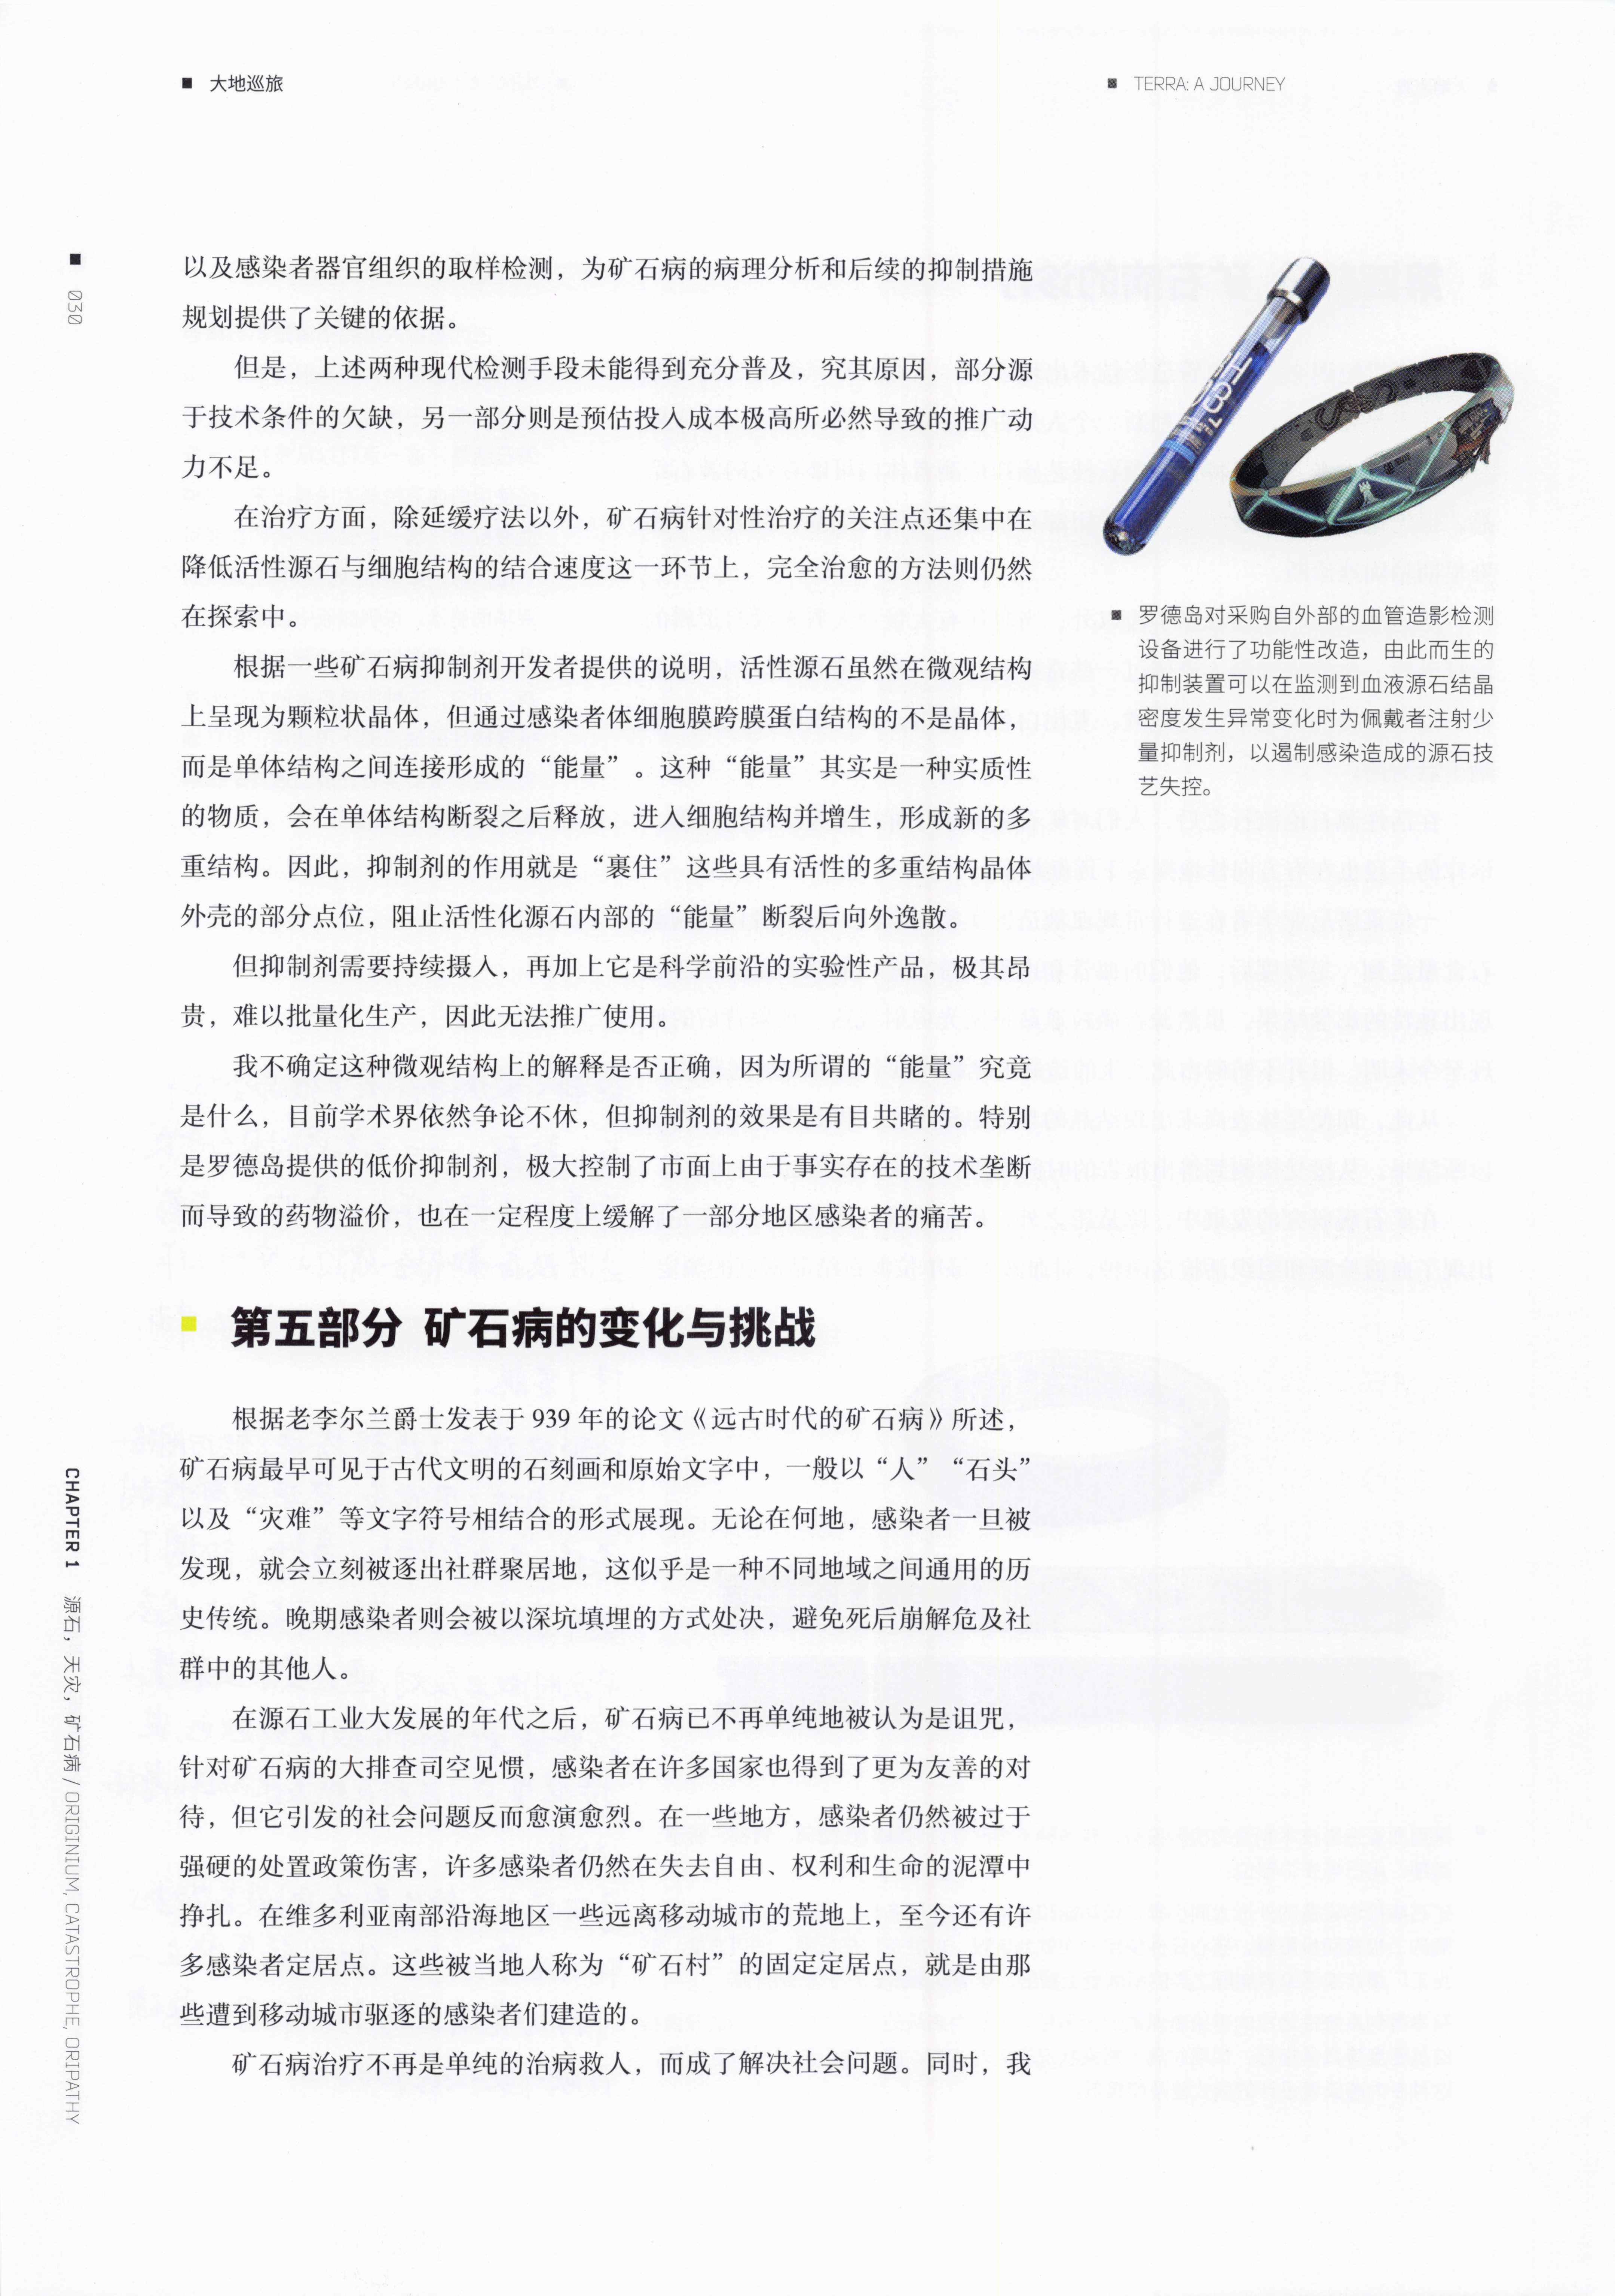 大地巡旅
TERRA: A JOURNEY
030
以及感染者器官组织的取样检测，为矿石病的病理分析和后续的抑制措施
规划提供了关键的依据。
但是，上述两种现代检测手段未能得到充分普及，究其原因，部分源
于技术条件的欠缺，另一部分则是预估投入成本极高所必然导致的推广动
力不足。
在治疗方面，除延缓疗法以外，矿石病针对性治疗的关注点还集中在
降低活性源石与细胞结构的结合速度这一环节上，完全治愈的方法则仍然
在探索中。
根据一些矿石病抑制剂开发者提供的说明，活性源石虽然在微观结构
上呈现为颗粒状晶体，但通过感染者体细胞膜跨膜蛋白结构的不是晶体，
而是单体结构之间连接形成的“能量”。这种“能量”其实是一种实质性
的物质，会在单体结构断裂之后释放，进入细胞结构并增生，形成新的多
重结构。因此，抑制剂的作用就是“裹住”这些具有活性的多重结构晶体
外壳的部分点位，阻止活性化源石内部的“能量”断裂后向外逸散。
但抑制剂需要持续摄入，再加上它是科学前沿的实验性产品，极其昂
贵，难以批量化生产，因此无法推广使用。
我不确定这种微观结构上的解释是否正确，因为所谓的“能量”究竟
是什么，目前学术界依然争论不休，但抑制剂的效果是有目共睹的。特别
是罗德岛提供的低价抑制剂，极大控制了市面上由于事实存在的技术垄断
而导致的药物溢价，也在一定程度上缓解了一部分地区感染者的痛苦。
罗德岛对采购自外部的血管造影检测
设备进行了功能性改造，由此而生的
抑制装置可以在监测到血液源石结晶
密度发生异常变化时为佩戴者注射少
量抑制剂，以遏制感染造成的源石技
艺失控。
第五部分 矿石病的变化与挑战
根据老李尔兰爵士发表于 939 年的论文《远古时代的矿石病》所述，
矿石病最早可见于古代文明的石刻画和原始文字中，一般以“人”“石头”
以及“灾难”等文字符号相结合的形式展现。无论在何地，感染者一旦被
发现，就会立刻被逐出社群聚居地，这似乎是一种不同地域之间通用的历
史传统。晚期感染者则会被以深坑填埋的方式处决，避免死后崩解危及社
群中的其他人。
在源石工业大发展的年代之后，矿石病已不再单纯地被认为是诅咒，
针对矿石病的大排查司空见惯，感染者在许多国家也得到了更为友善的对
待，但它引发的社会问题反而愈演愈烈。在一些地方，感染者仍然被过于
强硬的处置政策伤害，许多感染者仍然在失去自由、权利和生命的泥潭中
挣扎。在维多利亚南部沿海地区一些远离移动城市的荒地上，至今还有许
多感染者定居点。这些被当地人称为“矿石村”的固定定居点，就是由那
些遭到移动城市驱逐的感染者们建造的。
矿石病治疗不再是单纯的治病救人，而成了解决社会问题。同时，我
CHAPTER 1 源石，天灾，矿石病 / ORIGINIUM, CATASTROPHE, ORIPATHY